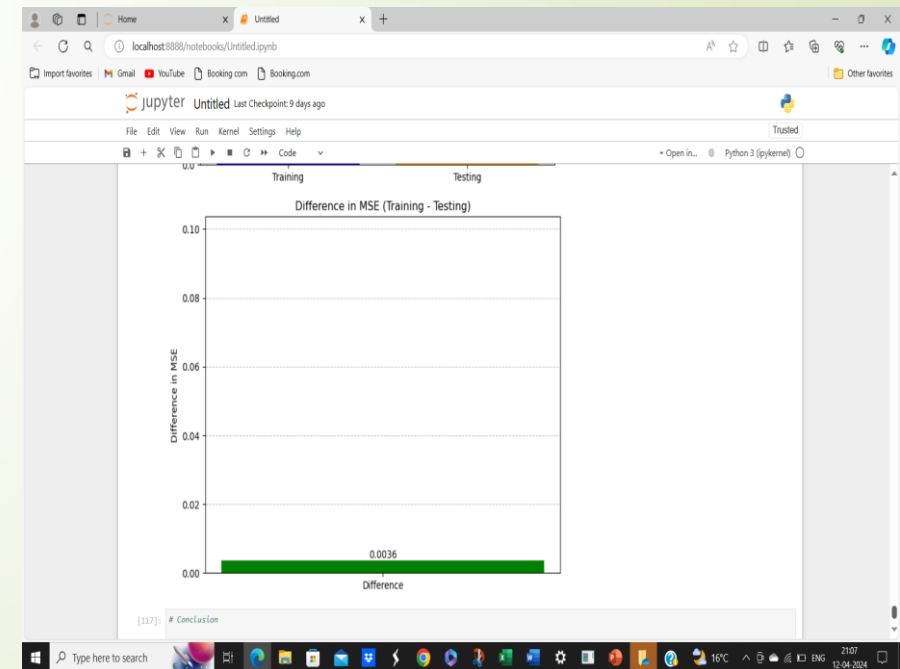 Home x Untitled x +
localhost:8888/notebooks/Untitled.ipynb
Import favorites Gmail YouTube Booking com Booking.com Other favorites
jupyter Untitled Last Checkpoint: 9 days ago
File Edit View Run Kernel Settings Help Trusted
Code Open in... Python 3 (ipykernel)
0.0
Training Testing
Difference in MSE (Training - Testing)
0.10
0.08
0.06
0.04
0.02
0.00
Difference in MSE
0.0036
Difference
[117]: # Conclusion
Type here to search 16°C ENG 21:07
12-04-2024